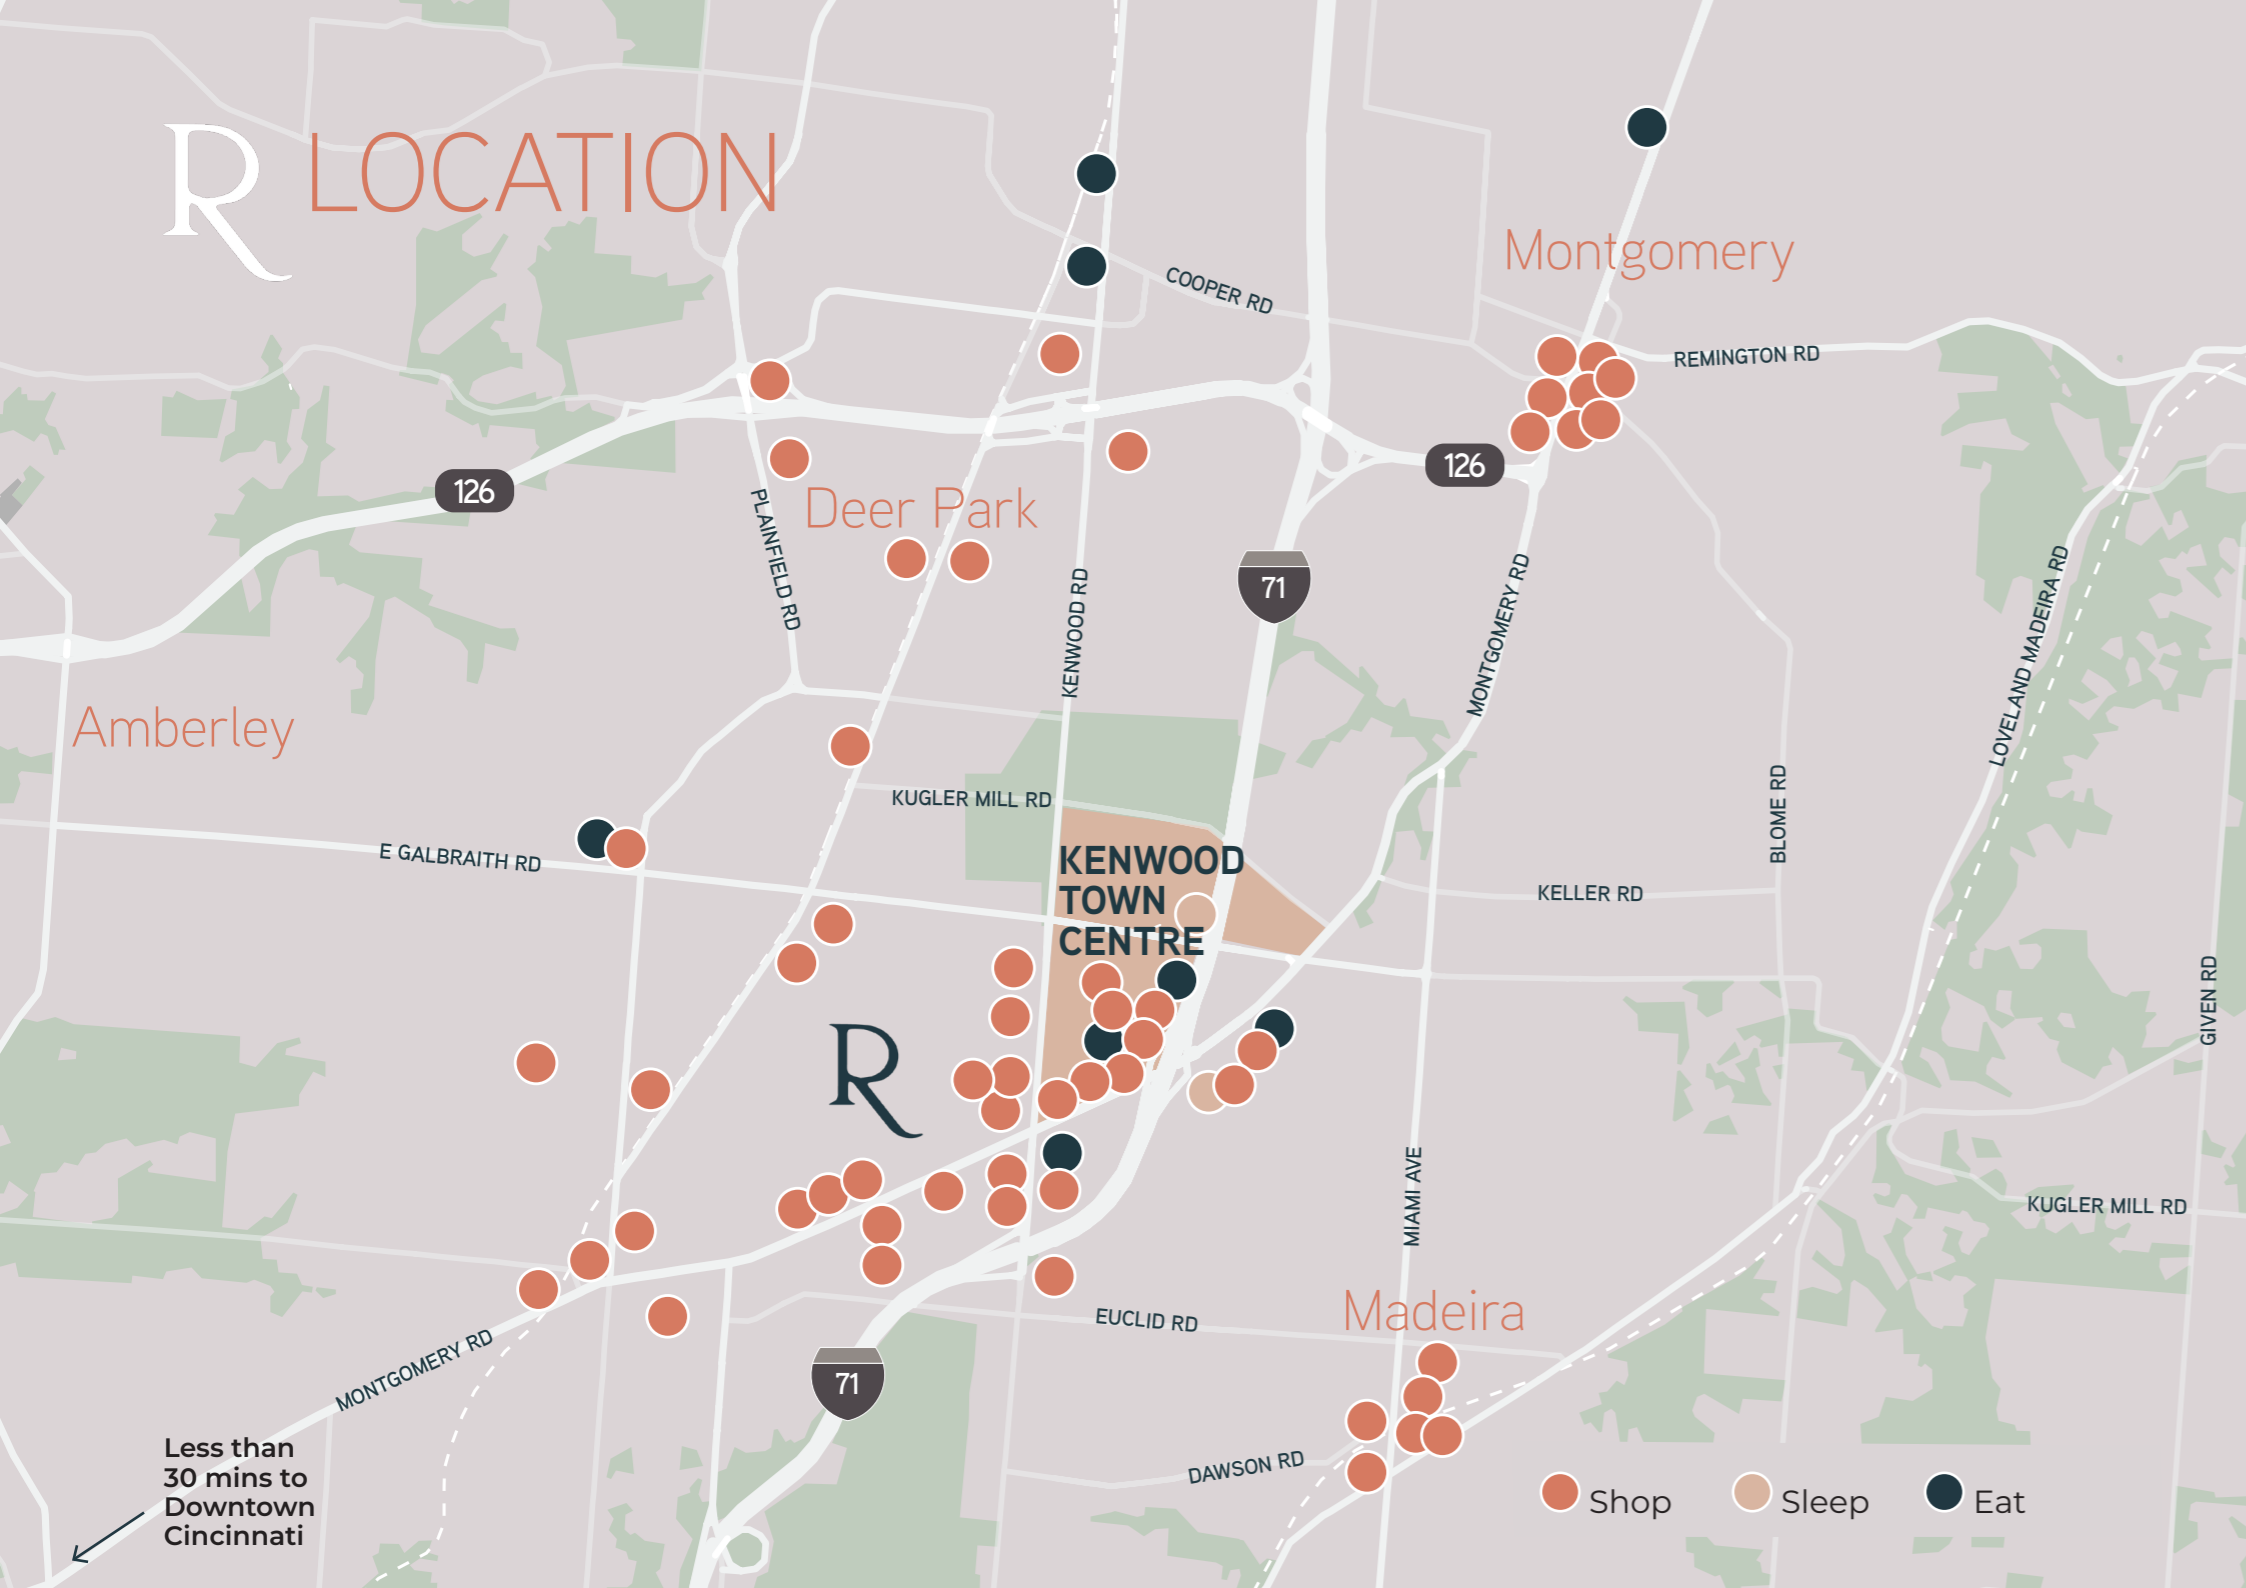 R LOCATION
Montgomery
COOPER RD
REMINGTON RD
126
126
Deer Park
PLAINFIELD RD
KENWOOD RD
71
MONTGOMERY RD
LOVELAND MADEIRA RD
Amberley
KUGLER MILL RD
BLOME RD
E GALBRAITH RD
KENWOOD
TOWN
CENTRE
KELLER RD
GIVEN RD
R
MIAMI AVE
KUGLER MILL RD
EUCLID RD
Madeira
MONTGOMERY RD
71
DAWSON RD
Less than
30 mins to
Downtown
Cincinnati
Shop
Sleep
Eat